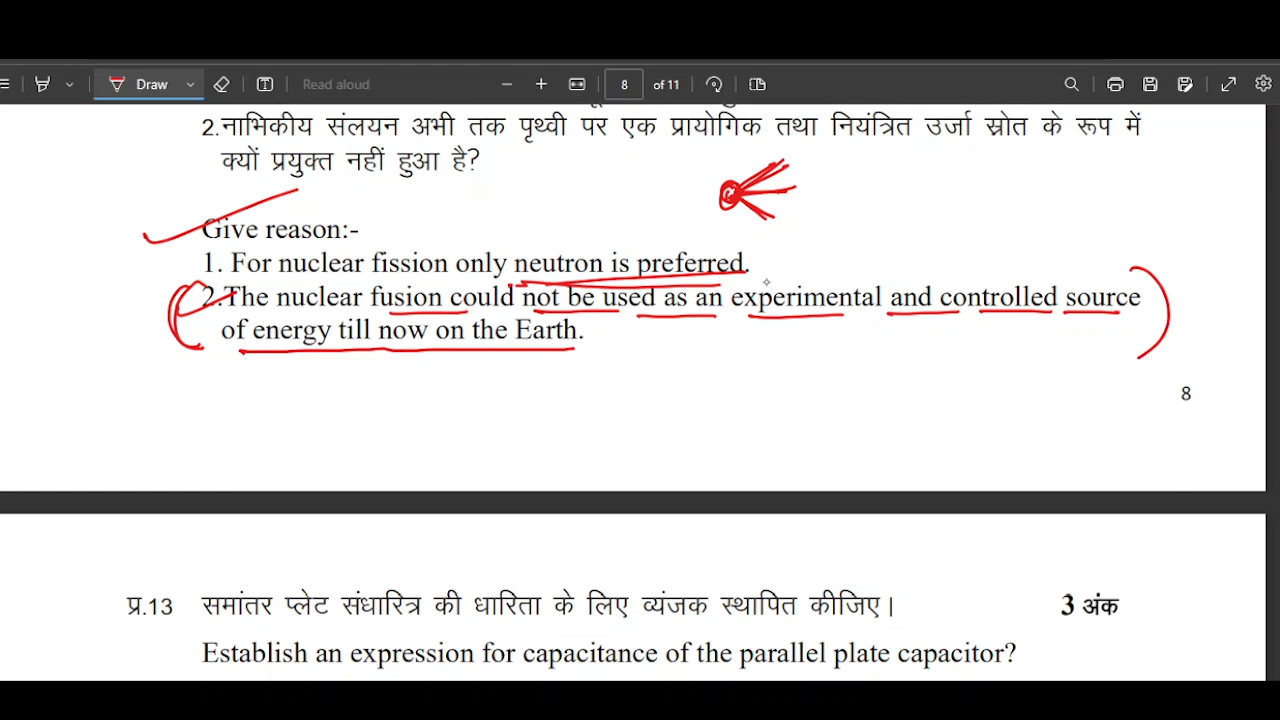 Draw
Read aloud
8 of 11
2.नाभिकीय संलयन अभी तक पृथ्वी पर एक प्रायोगिक तथा नियंत्रित उर्जा स्रोत के रूप में
क्यों प्रयुक्त नहीं हुआ है?
Give reason:-
1. For nuclear fission only neutron is preferred.
2.The nuclear fusion could not be used as an experimental and controlled source
of energy till now on the Earth.
8
प्र.13 समांतर प्लेट संधारित्र की धारिता के लिए व्यंजक स्थापित कीजिए। 3 अंक
Establish an expression for capacitance of the parallel plate capacitor?